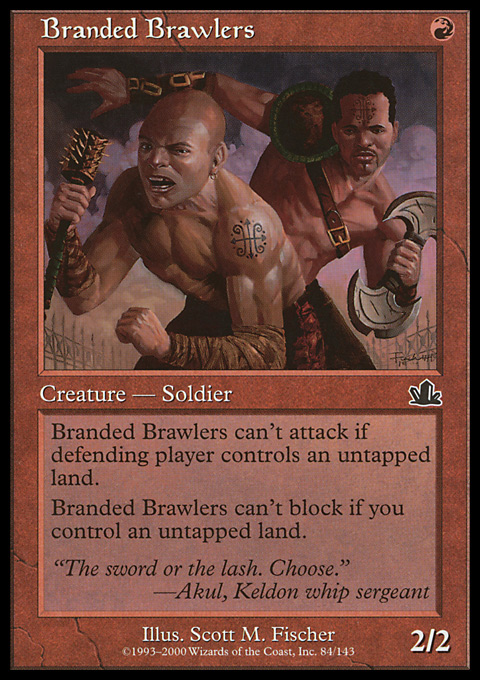 Branded Brawlers
Creature — Soldier
Branded Brawlers can't attack if
defending player controls an untapped
land.
Branded Brawlers can't block if you
control an untapped land.
“The sword or the lash. Choose.”
—Akul, Keldon whip sergeant
Illus. Scott M. Fischer
2/2
©1993–2000 Wizards of the Coast, Inc. 84/143